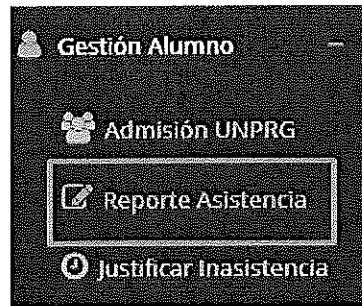 Gestión Alumno
Admisión UNPRG
Reporte Asistencia
Justificar Inasistencia